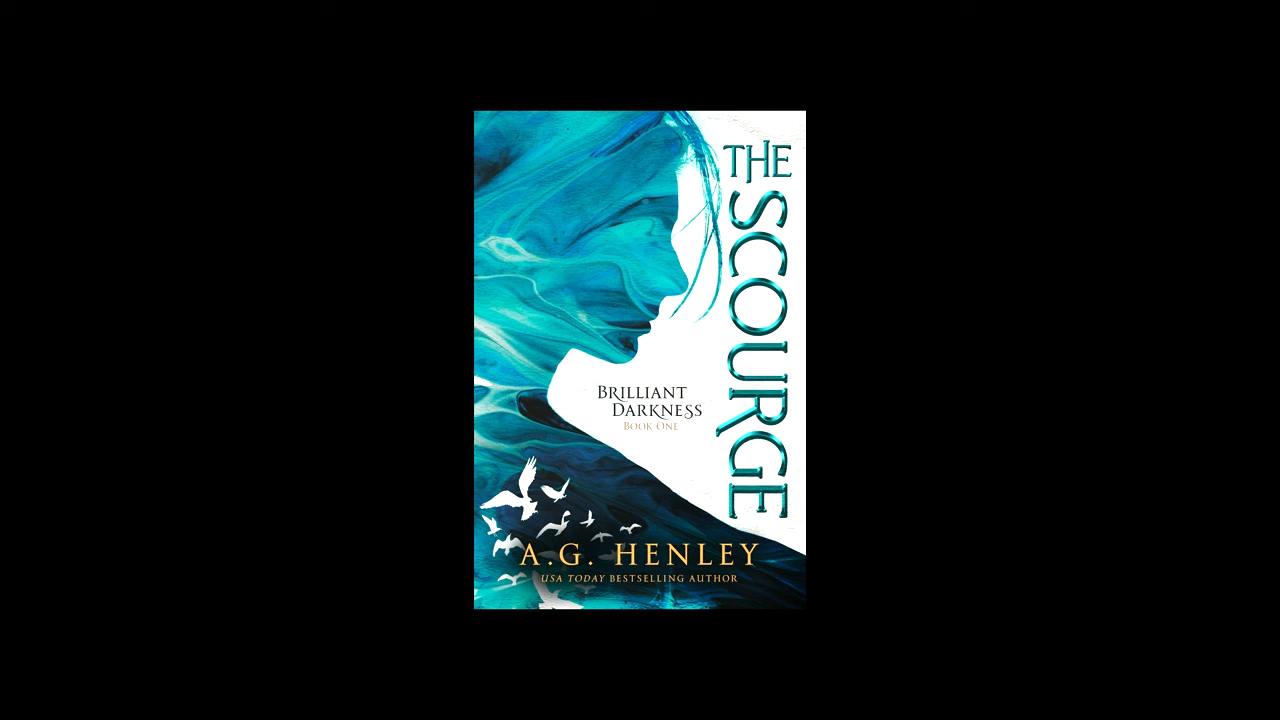 THE
SCOURGE
BRILLIANT
DARKNESS
BOOK ONE
A.G. HENLEY
USA TODAY BESTSELLING AUTHOR